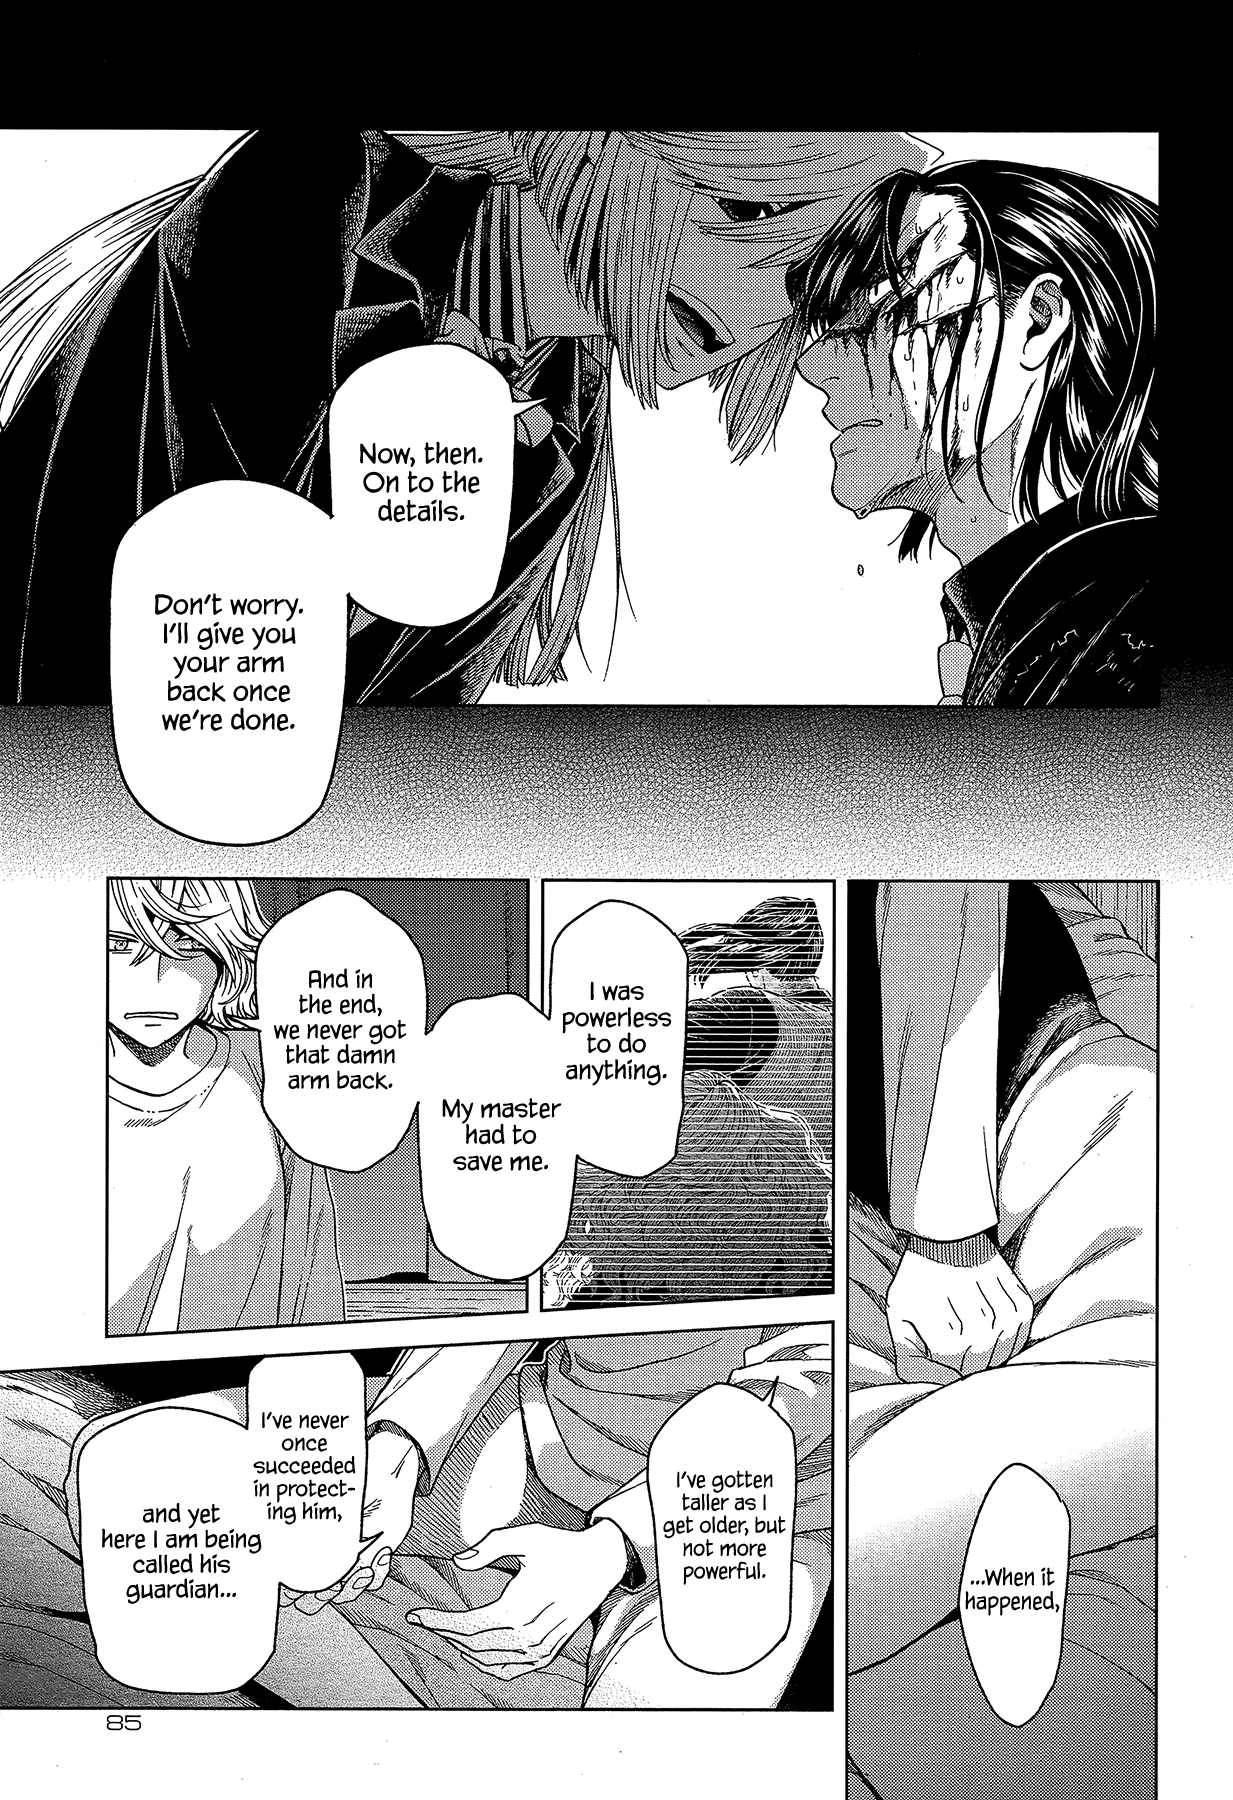 Now, then.
On to the
details.
Don't worry.
I'll give you
your arm
back once
we're done.
...When it
happened,
I was
powerless
to do
anything.
My master
had to
save me.
And in
the end,
we never got
that damn
arm back.
I've gotten
taller as I
get older, but
not more
powerful.
I've never
once
succeeded
in protect-
ing him,
and yet
here I am being
called his
guardian...
85